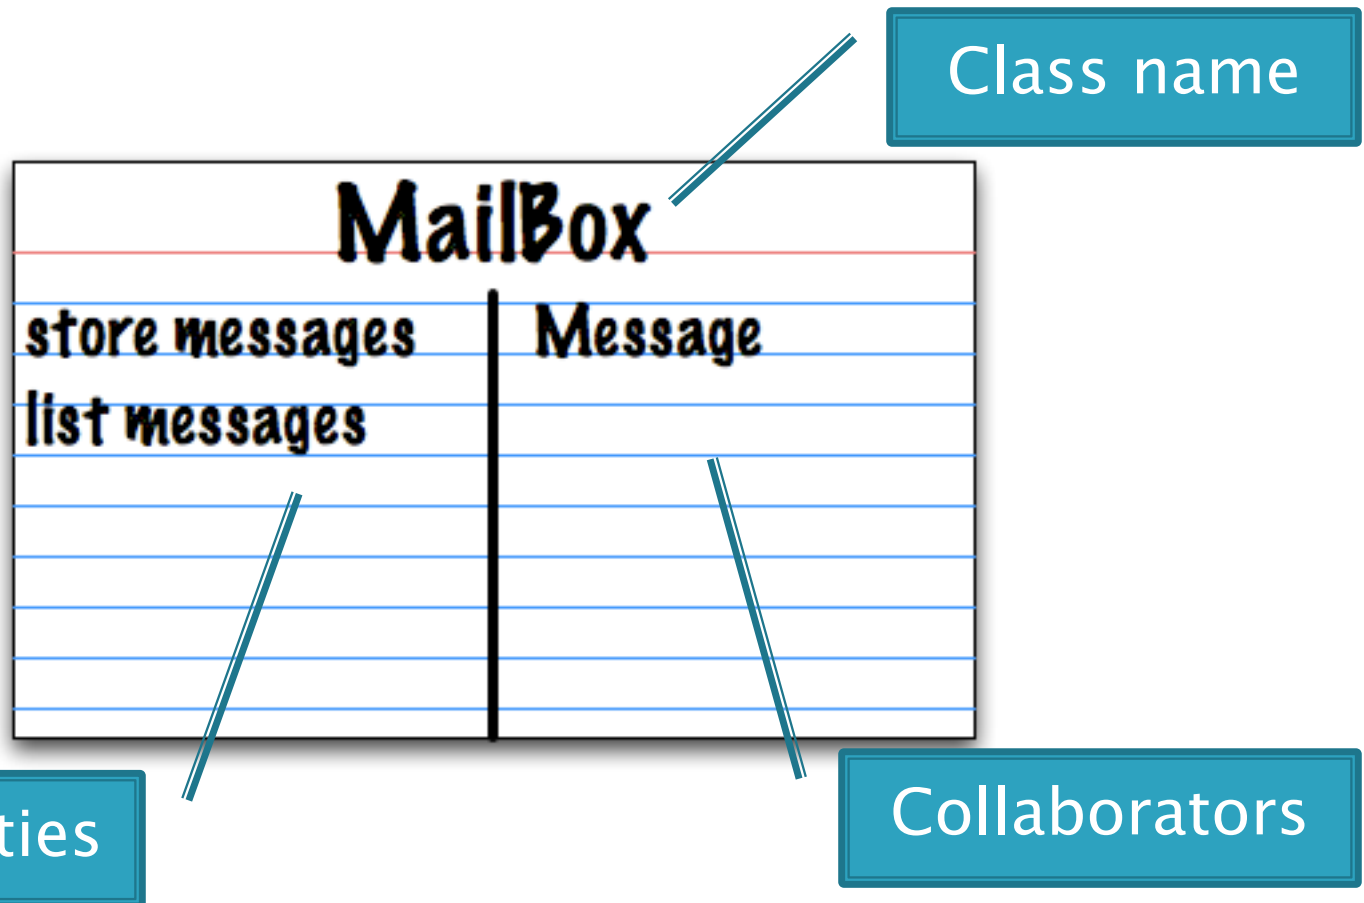 Class name
MailBox
store messages Message
list messages
ties
Collaborators